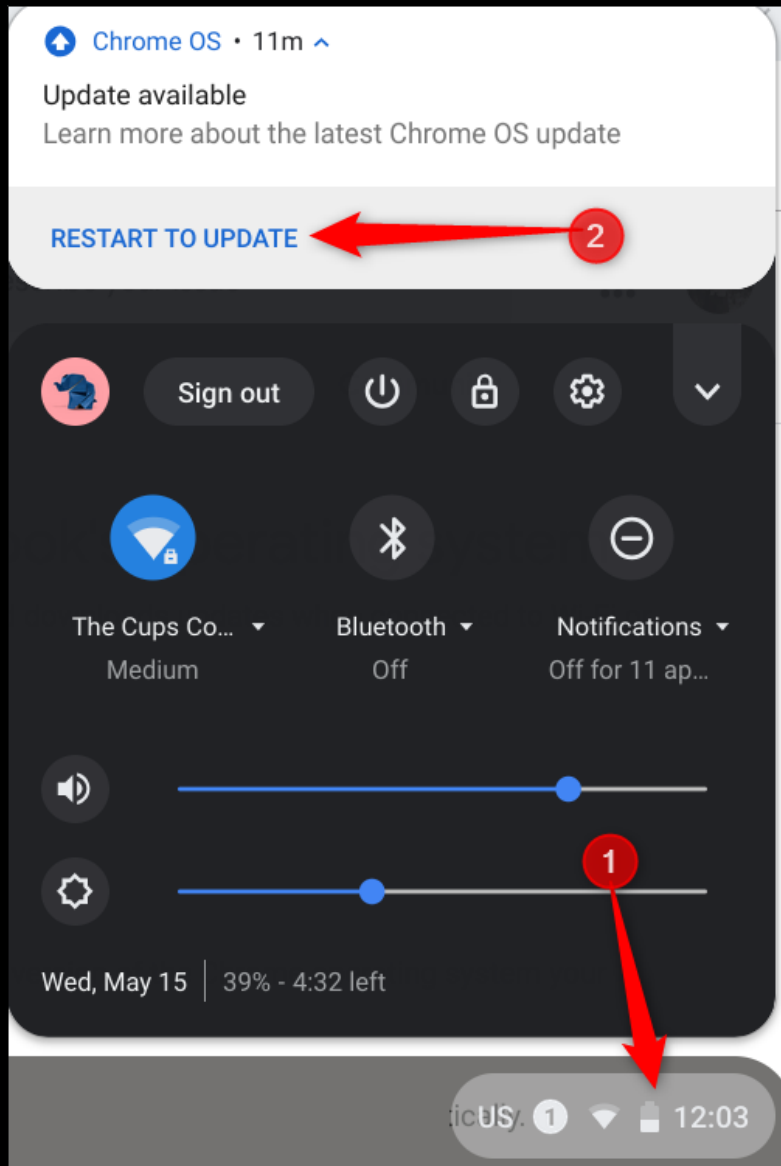 Chrome OS • 11m
Update available
Learn more about the latest Chrome OS update
RESTART TO UPDATE
2
Sign out
The Cups Co... Bluetooth Notifications
Medium Off Off for 11 ap...
1
Wed, May 15 39% - 4:32 left
US 1 12:03